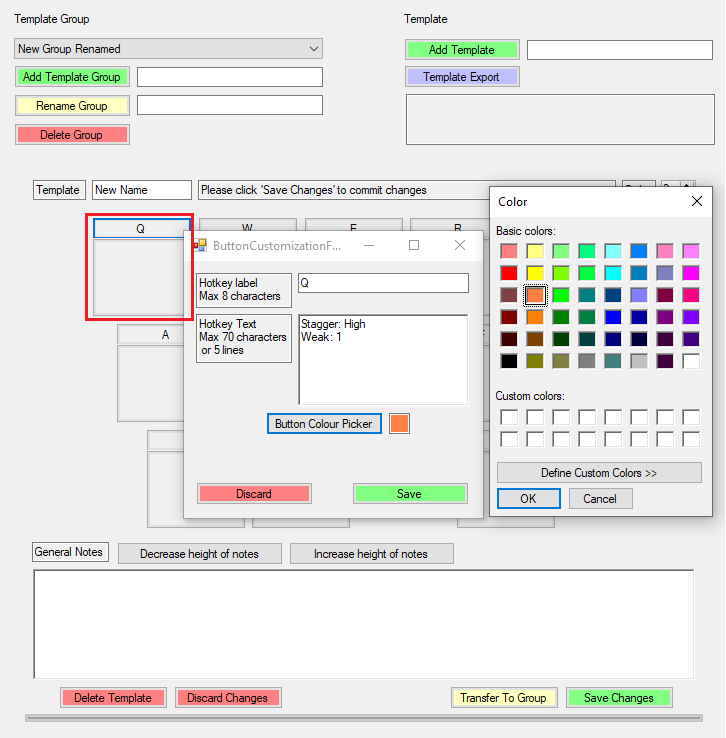 Template Group
Template
New Group Renamed
Add Template
Add Template Group
Template Export
Rename Group
Delete Group
Template
New Name
Please click 'Save Changes' to commit changes
Color
Basic colors:
Q
W
E
R
ButtonCustomizationF...
Hotkey label
Max 8 characters
Q
Hotkey Text
Max 70 characters
or 5 lines
Stagger: High
Weak: 1
A
Button Colour Picker
Custom colors:
Define Custom Colors >>
OK
Cancel
Discard
Save
General Notes
Decrease height of notes
Increase height of notes
Delete Template
Discard Changes
Transfer To Group
Save Changes